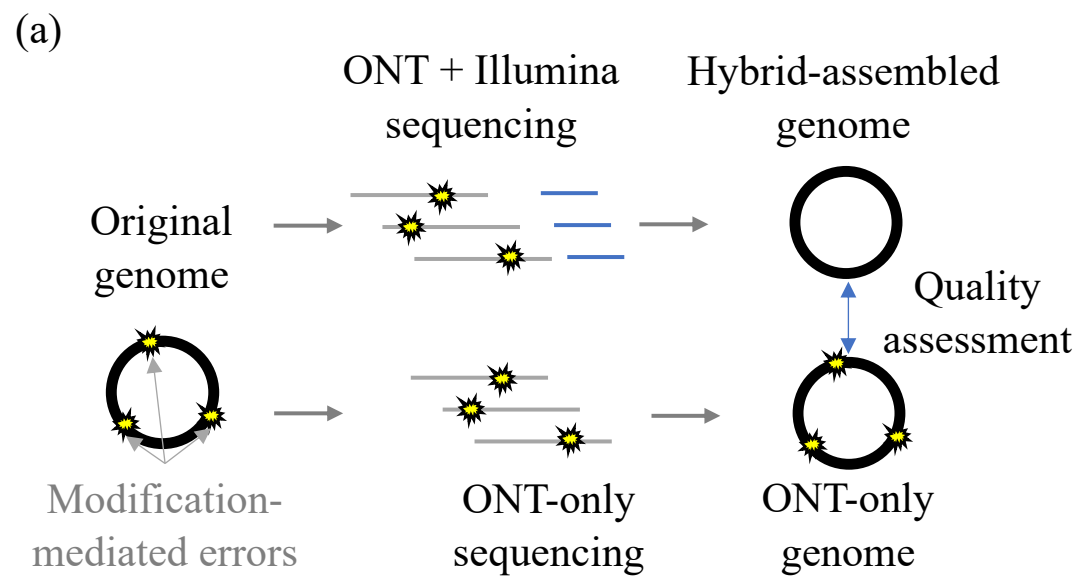 (a)
ONT + Illumina
sequencing
Hybrid-assembled
genome
Original
genome
Quality
assessment
Modification-
mediated errors
ONT-only
sequencing
ONT-only
genome